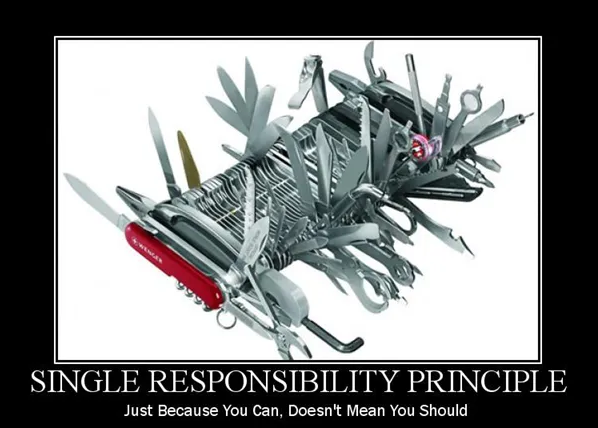 WENGER
SINGLE RESPONSIBILITY PRINCIPLE
Just Because You Can, Doesn't Mean You Should